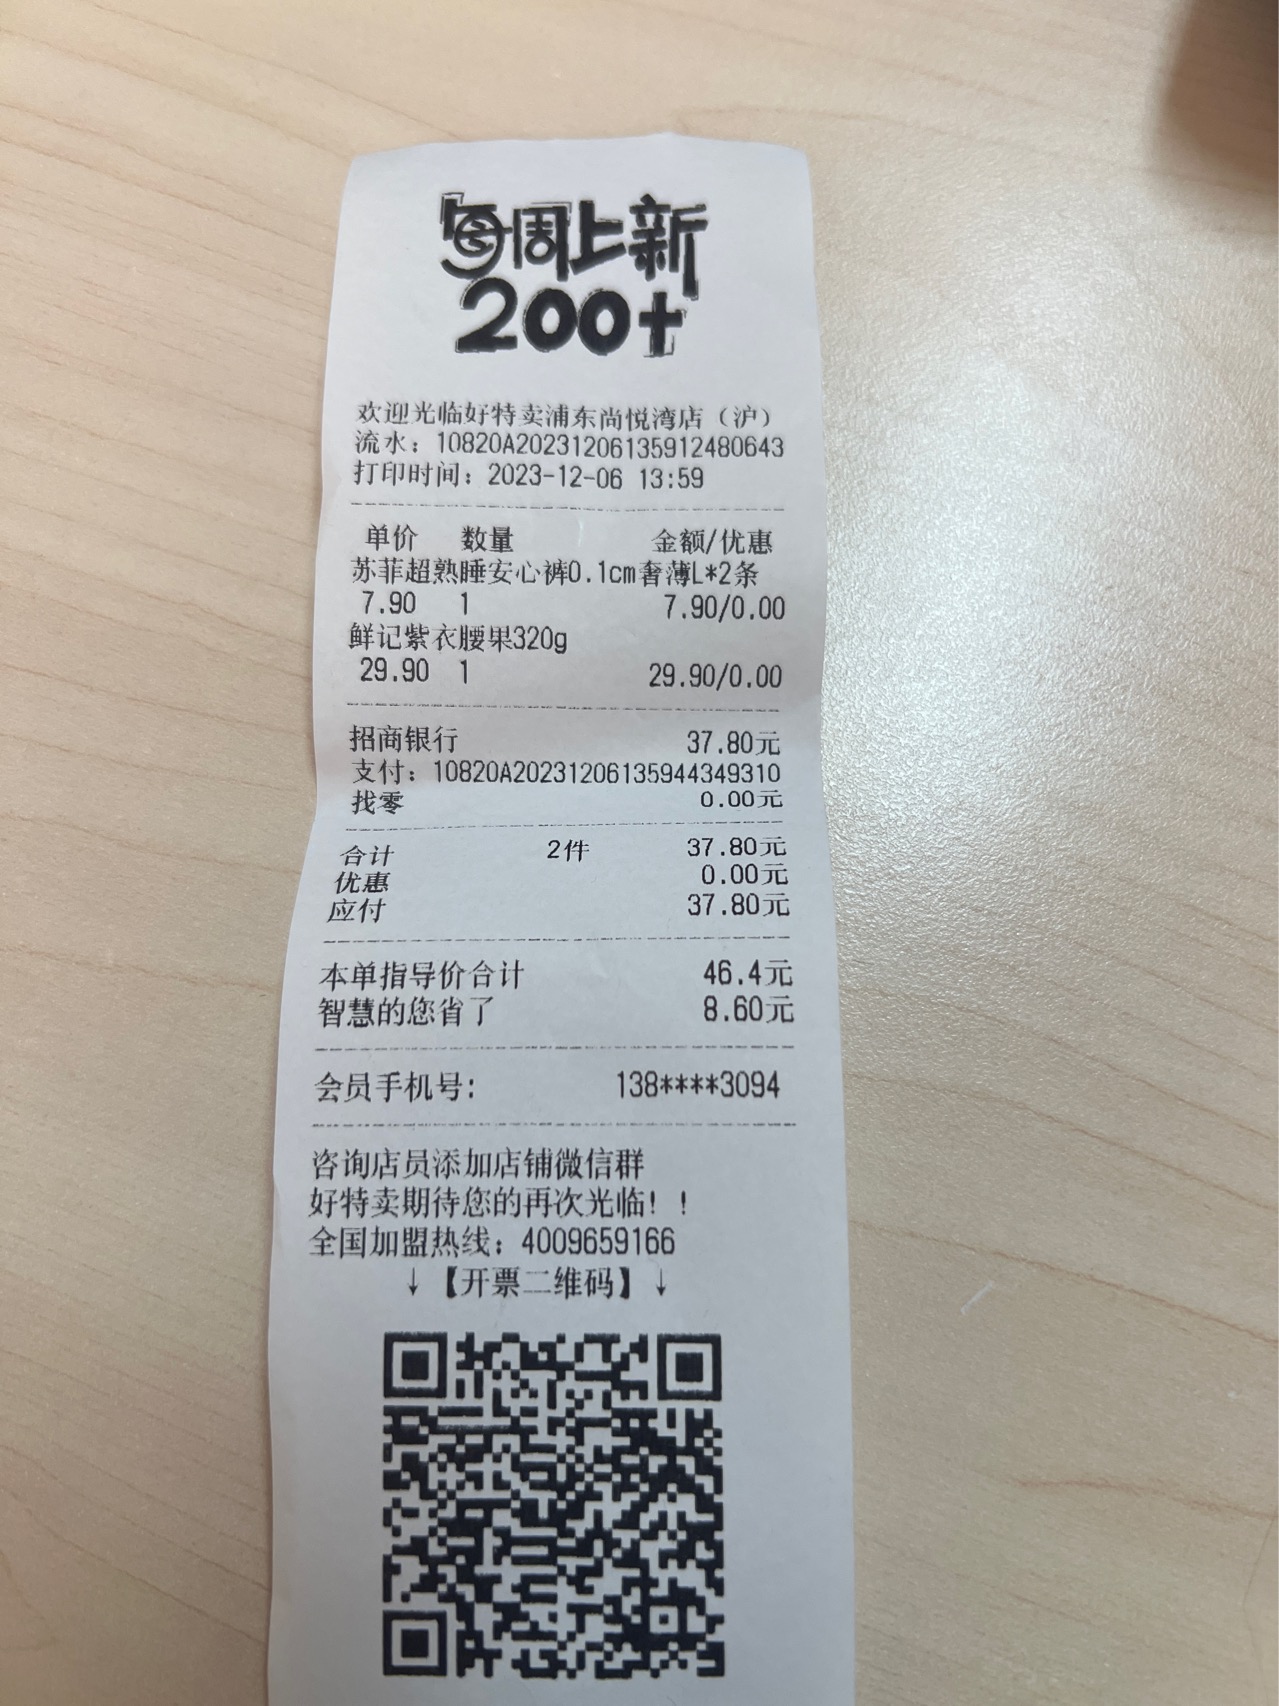 每周上新
200+
欢迎光临好特卖浦东尚悦湾店（沪）
流水：10820A20231206135912480643
打印时间：2023-12-06 13:59
单价 数量 金额/优惠
苏菲超熟睡安心裤0.1cm奢薄L*2条
7.90 1 7.90/0.00
鲜记紫衣腰果320g
29.90 1 29.90/0.00
招商银行 37.80元
支付：10820A20231206135944349310
找零 0.00元
合计 2件 37.80元
优惠 0.00元
应付 37.80元
本单指导价合计 46.4元
智慧的您省了 8.60元
会员手机号: 138****3094
咨询店员添加店铺微信群
好特卖期待您的再次光临！！
全国加盟热线：4009659166
↓【开票二维码】↓